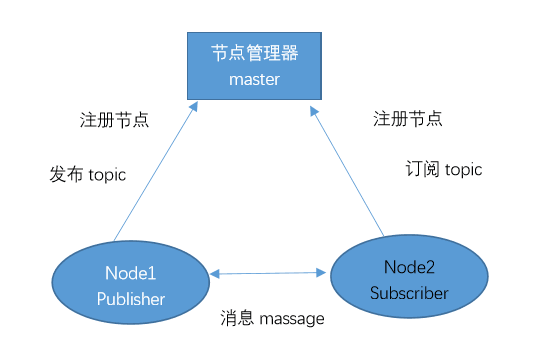 节点管理器
master
注册节点
注册节点
发布 topic
订阅 topic
Node1
Publisher
Node2
Subscriber
消息 massage